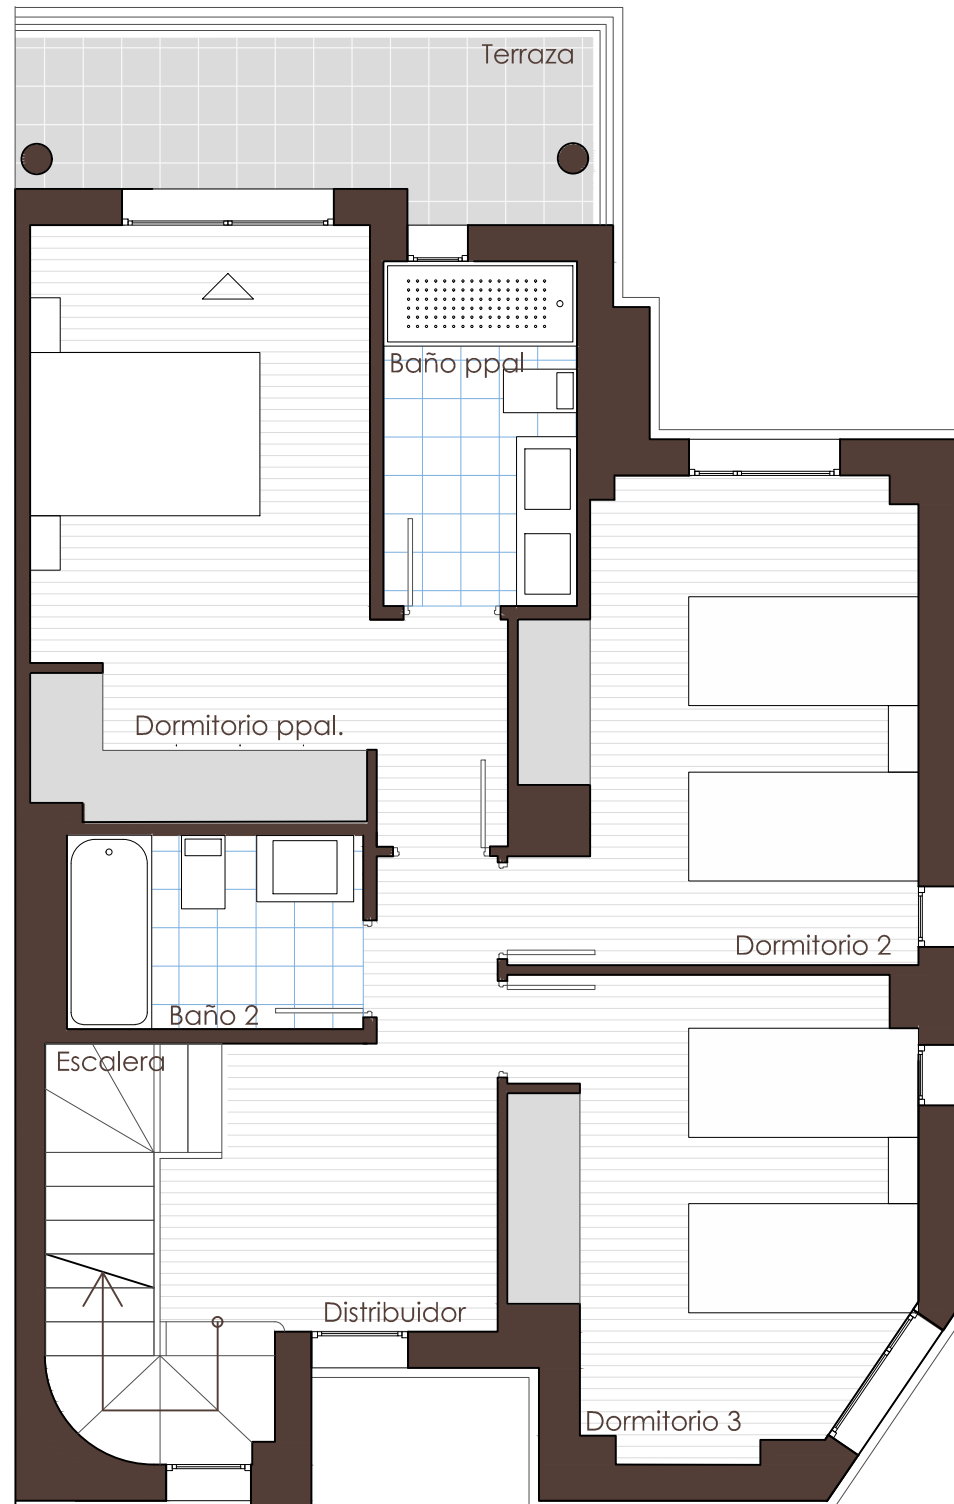 Terraza
Baño ppal
Dormitorio ppal.
Dormitorio 2
Baño 2
Escalera
Distribuidor
Dormitorio 3